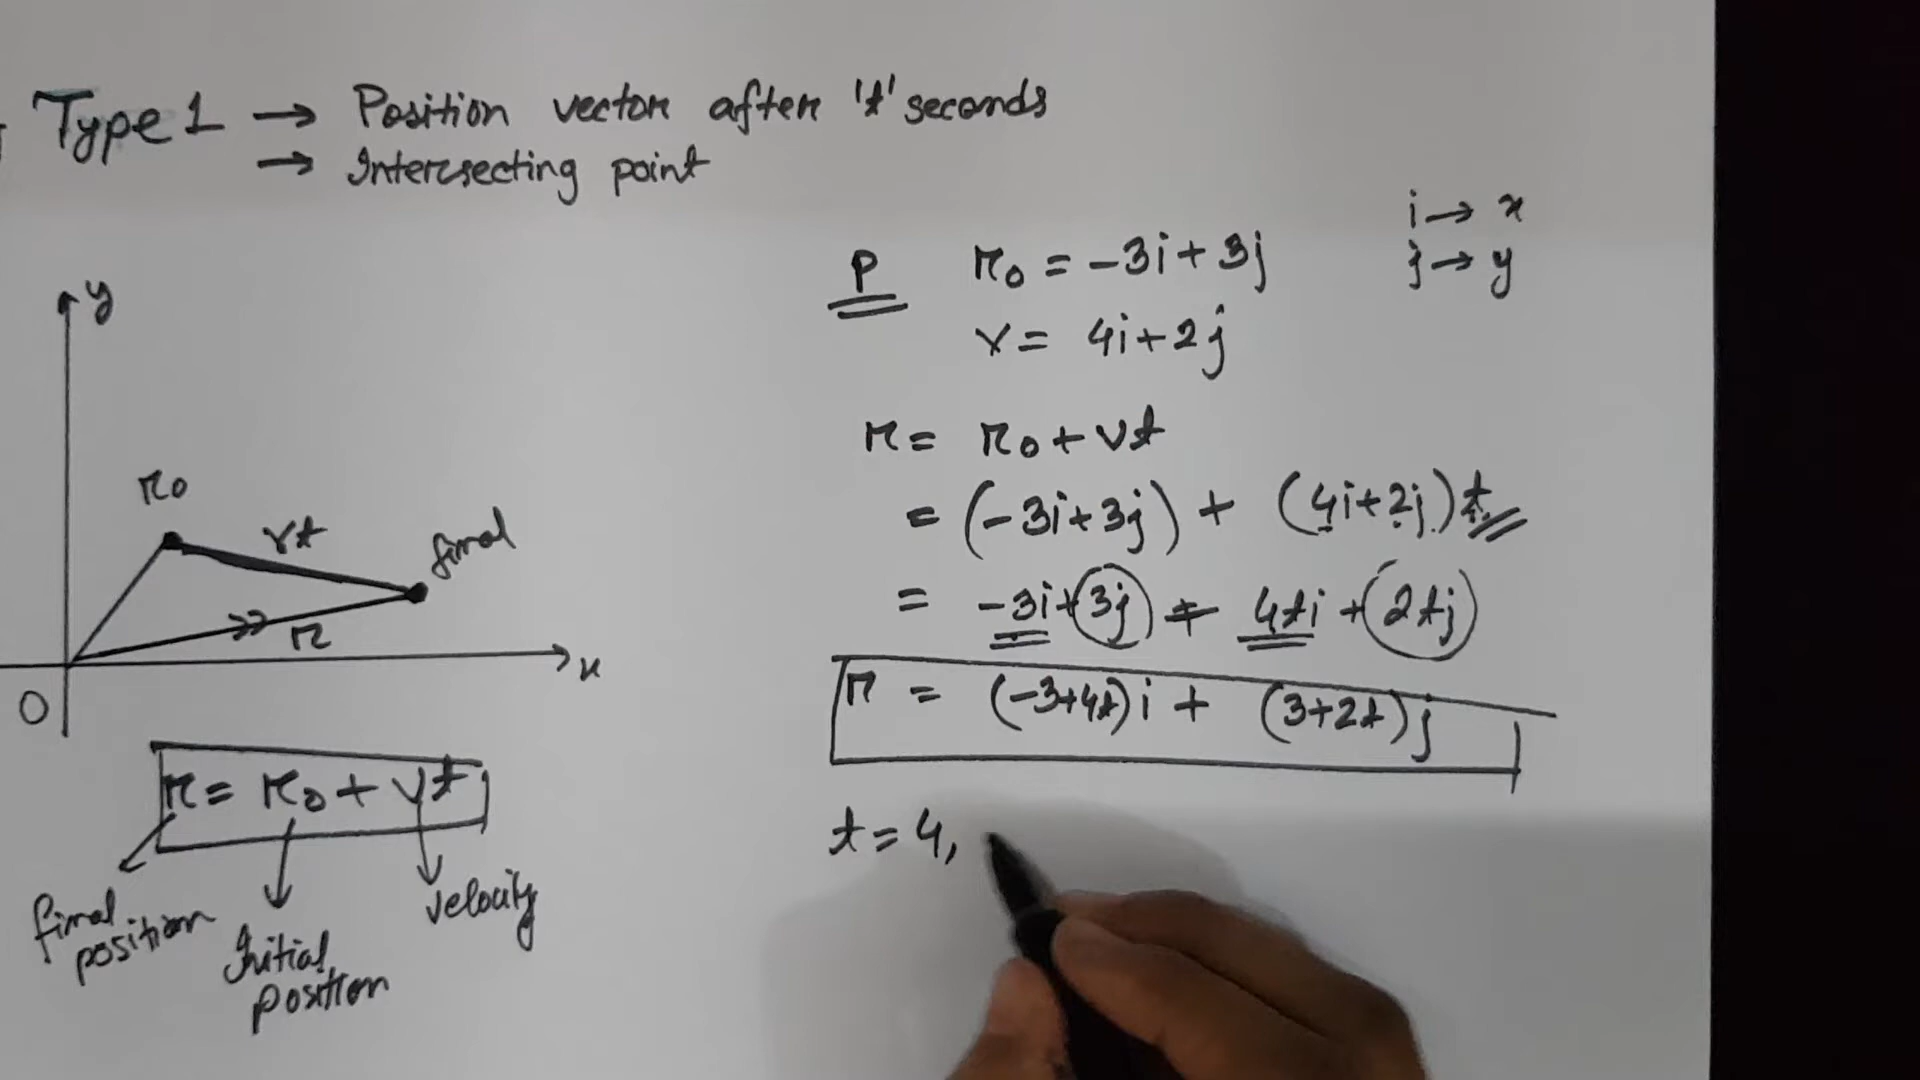 Type 1 → Position vector after 't' seconds
→ Intersecting point
i → x
j → y
P r₀ = -3i + 3j
v = 4i + 2j
r = r₀ + vt
= (-3i + 3j) + (4i + 2j)t
= -3i + 3j + 4ti + 2tj
r = (-3+4t)i + (3+2t)j
t = 4,
y
r₀
vt
final
r
x
O
r = r₀ + vt
final position
Initial position
velocity